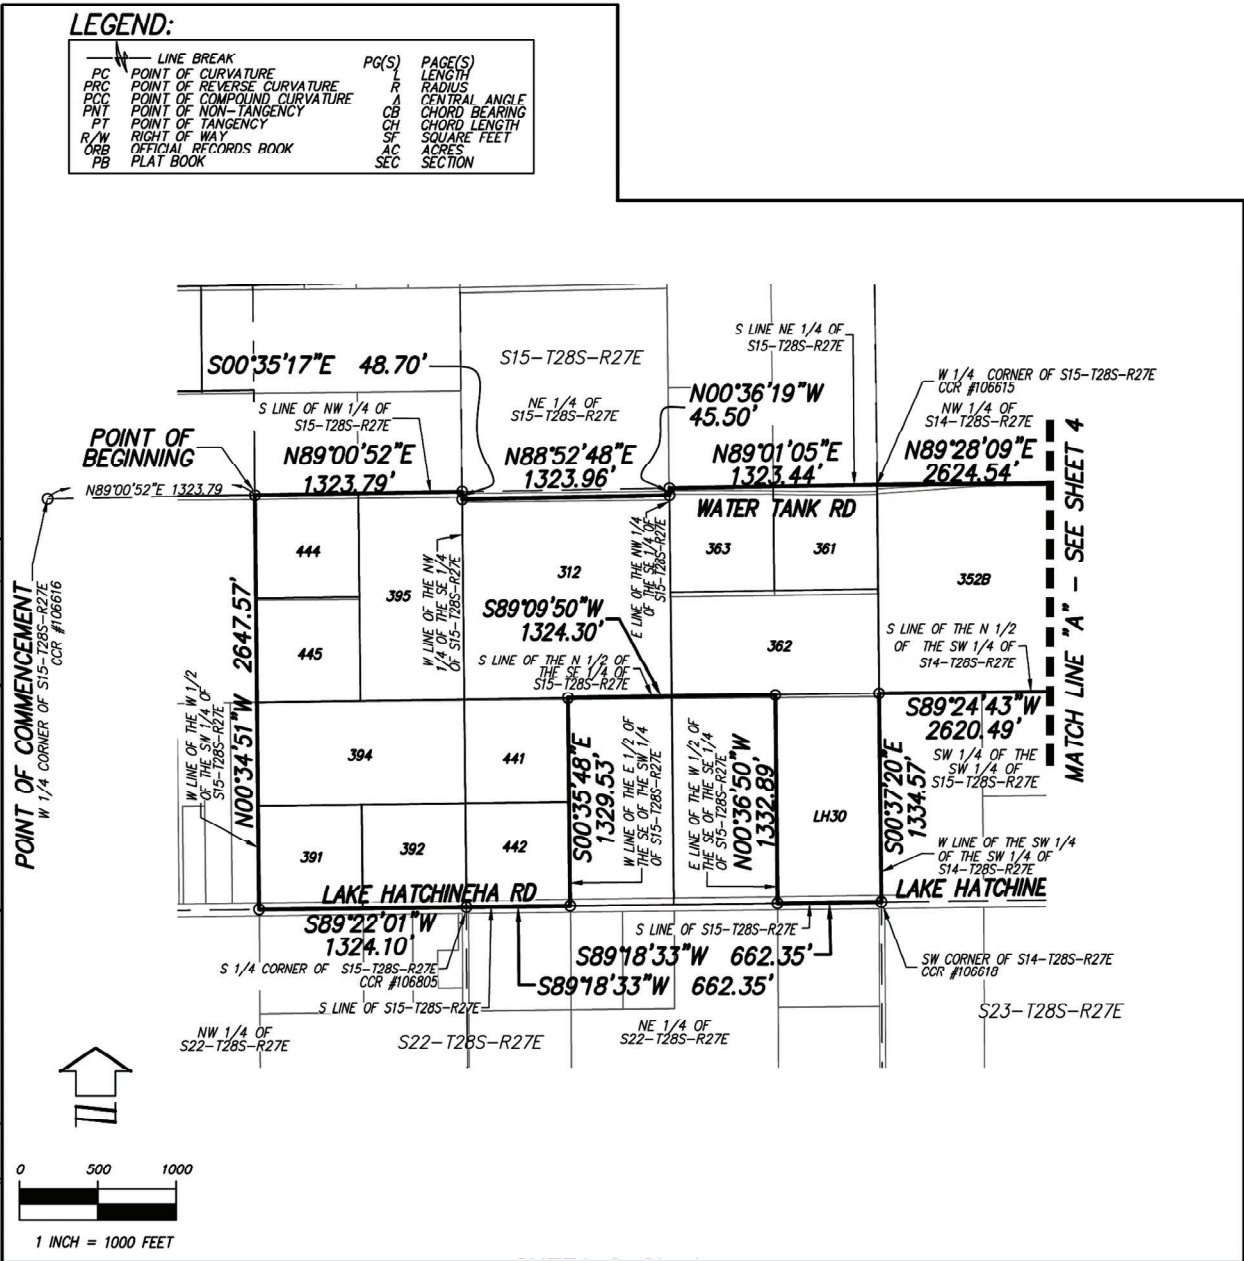 LEGEND:
LINE BREAK
PC POINT OF CURVATURE
PRC POINT OF REVERSE CURVATURE
PCC POINT OF COMPOUND CURVATURE
PNT POINT OF NON-TANGENCY
PT POINT OF TANGENCY
R/W RIGHT OF WAY
ORB OFFICIAL RECORDS BOOK
PB PLAT BOOK
PG(S) PAGE(S)
L LENGTH
R RADIUS
Δ CENTRAL ANGLE
CB CHORD BEARING
CH CHORD LENGTH
SF SQUARE FEET
AC ACRES
SEC SECTION
S LINE NE 1/4 OF
S15-T28S-R27E
S00°35'17"E 48.70'
S15-T28S-R27E
W 1/4 CORNER OF S15-T28S-R27E
CCR #106615
N00°36'19"W
45.50'
S LINE OF NW 1/4 OF
S15-T28S-R27E
NE 1/4 OF
S15-T28S-R27E
NW 1/4 OF
S14-T28S-R27E
POINT OF
BEGINNING
N89°00'52"E
1323.79'
N88°52'48"E
1323.96'
N89°01'05"E
1323.44'
N89°28'09"E
2624.54'
N89°00'52"E 1323.79
WATER TANK RD
444
395
312
363
361
352B
W LINE OF THE NW
1/4 OF THE SE 1/4
OF S15-T28S-R27E
E LINE OF THE NW 1/4
OF THE SE 1/4 OF
S15-T28S-R27E
MATCH LINE "A" - SEE SHEET 4
POINT OF COMMENCEMENT
W 1/4 CORNER OF S15-T28S-R27E
CCR #106616
S89°09'50"W
1324.30'
445
362
S LINE OF THE N 1/2
OF THE SW 1/4 OF
S14-T28S-R27E
S LINE OF THE N 1/2 OF
THE SE 1/4 OF
S15-T28S-R27E
W LINE OF THE W 1/2
OF THE SW 1/4 OF
S15-T28S-R27E
N00°34'51"W 2647.57'
S89°24'43"W
2620.49'
394
441
S00°35'48"E
1329.53'
W LINE OF THE E 1/2 OF
THE SE OF THE SW 1/4
OF S15-T28S-R27E
E LINE OF THE W 1/2 OF
THE SE OF THE SE 1/4
OF S15-T28S-R27E
N00°36'50"W
1332.89'
LH30
S00°37'20"E
1334.57'
SW 1/4 OF THE
SW 1/4 OF
S15-T28S-R27E
391
392
442
W LINE OF THE SW 1/4
OF THE SW 1/4 OF
S14-T28S-R27E
LAKE HATCHINEHA RD
LAKE HATCHINE
S89°22'01"W
1324.10'
S LINE OF S15-T28S-R27E
S89°18'33"W 662.35'
S 1/4 CORNER OF S15-T28S-R27E
CCR #106805
SW CORNER OF S14-T28S-R27E
CCR #106618
S89°18'33"W 662.35'
S LINE OF S15-T28S-R27E
S23-T28S-R27E
NW 1/4 OF
S22-T28S-R27E
S22-T28S-R27E
NE 1/4 OF
S22-T28S-R27E
0 500 1000
1 INCH = 1000 FEET